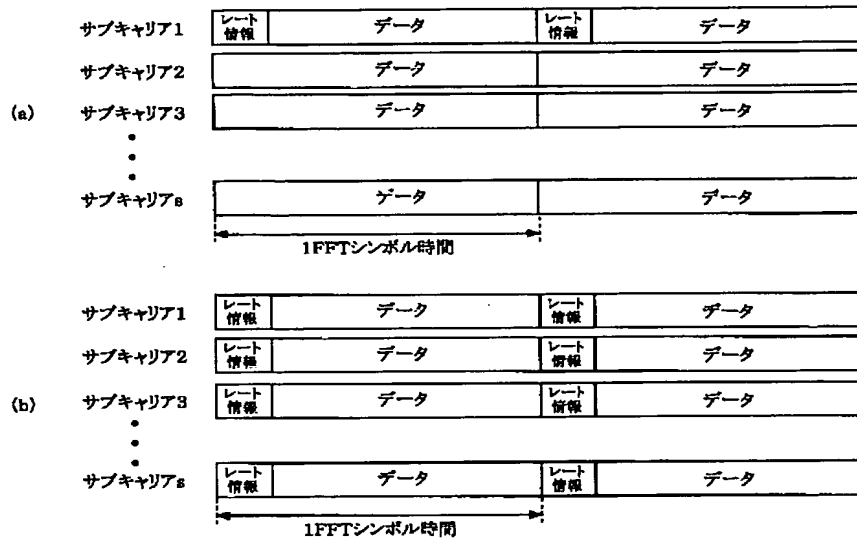 サブキャリア1 レート情報 データ レート情報 データ
サブキャリア2 データ データ
(a) サブキャリア3 データ データ
サブキャリアs データ データ
1FFTシンボル時間
サブキャリア1 レート情報 データ レート情報 データ
サブキャリア2 レート情報 データ レート情報 データ
(b) サブキャリア3 レート情報 データ レート情報 データ
サブキャリアs レート情報 データ レート情報 データ
1FFTシンボル時間